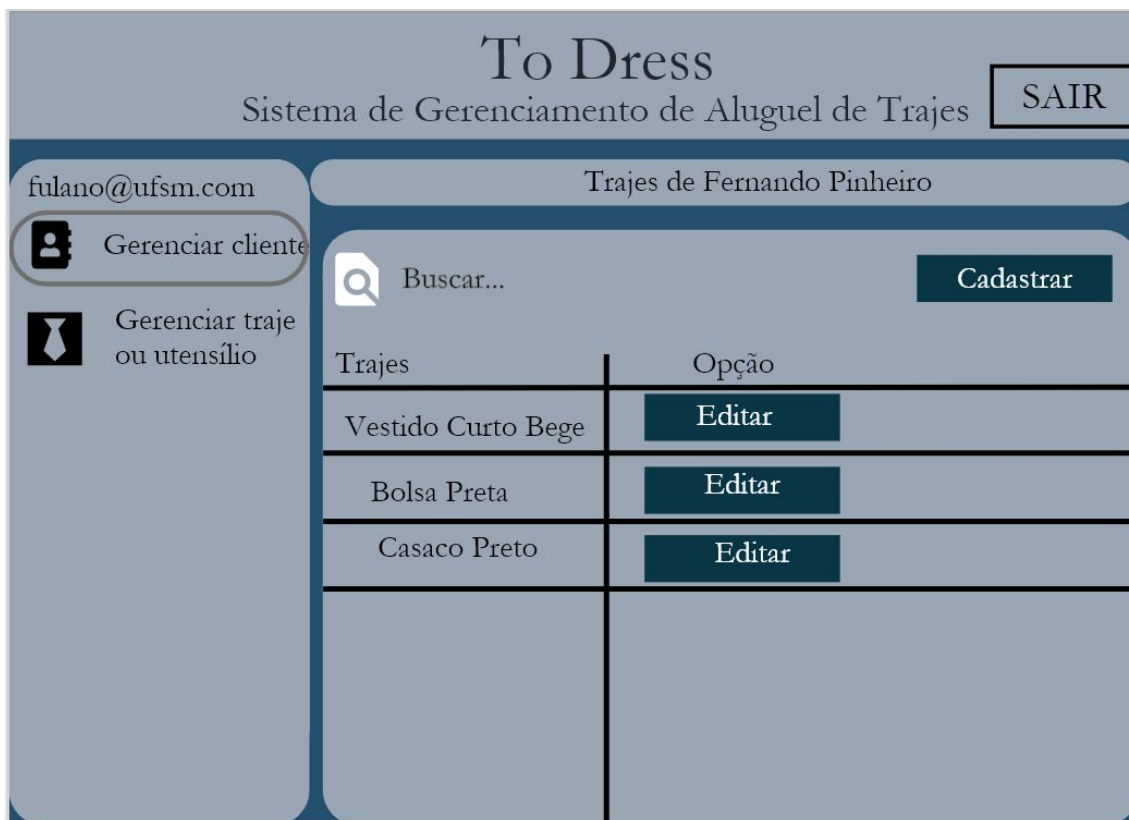 To Dress
Sistema de Gerenciamento de Aluguel de Trajes
SAIR
fulano@ufsm.com
Gerenciar cliente
Gerenciar traje
ou utensílio
Trajes de Fernando Pinheiro
Buscar...
Cadastrar
Trajes
Opção
Vestido Curto Bege
Editar
Bolsa Preta
Editar
Casaco Preto
Editar